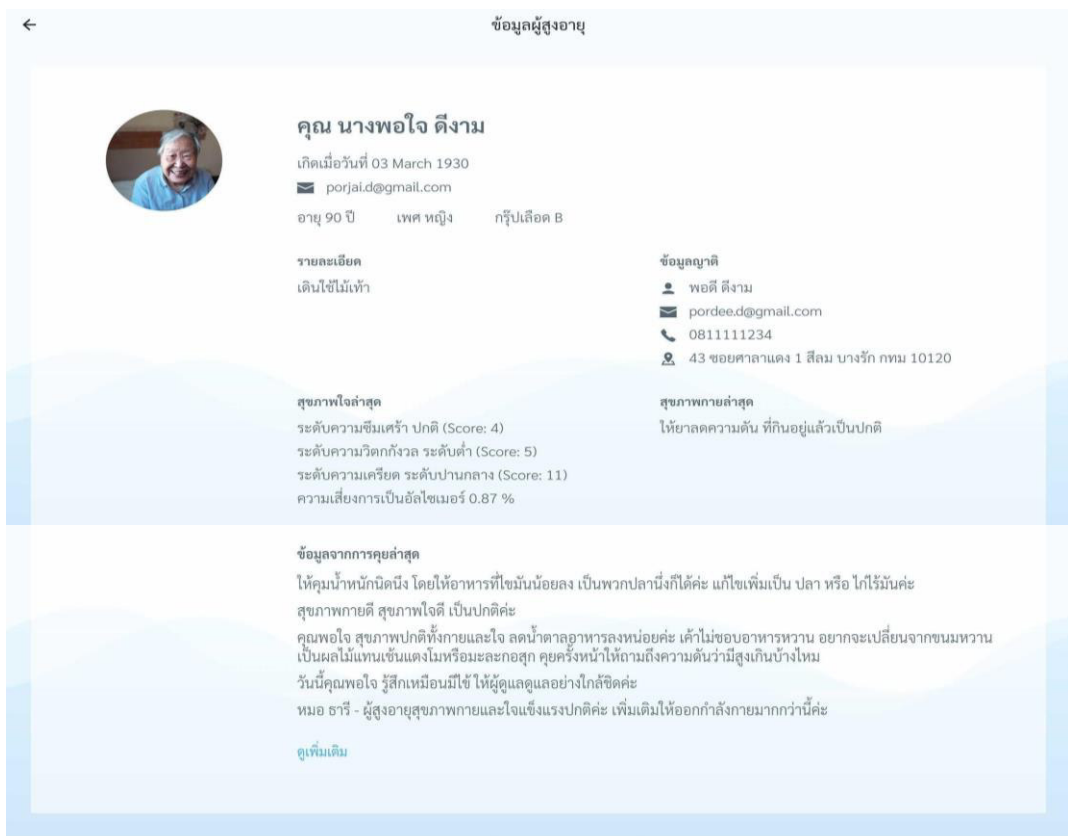 ข้อมูลผู้สูงอายุ
คุณ นางพอใจ ดีงาม
เกิดเมื่อวันที่ 03 March 1930
porjai.d@gmail.com
อายุ 90 ปี เพศ หญิง กรุ๊ปเลือด B
รายละเอียด
เดินใช้ไม้เท้า
ข้อมูลญาติ
พอดี ดีงาม
pordee.d@gmail.com
0811111234
43 ซอยศาลาแดง 1 สีลม บางรัก กทม 10120
สุขภาพใจล่าสุด
ระดับความซึมเศร้า ปกติ (Score: 4)
ระดับความวิตกกังวล ระดับต่ำ (Score: 5)
ระดับความเครียด ระดับปานกลาง (Score: 11)
ความเสี่ยงการเป็นอัลไซเมอร์ 0.87 %
สุขภาพกายล่าสุด
ให้ยาลดความดัน ที่กินอยู่แล้วเป็นปกติ
ข้อมูลจากการคุยล่าสุด
ให้คุมน้ำหนักนิดนึง โดยให้อาหารที่ไขมันน้อยลง เป็นพวกปลานึ่งก็ได้ค่ะ แก้ไขเพิ่มเป็น ปลา หรือ ไก่ไร้มันค่ะ
สุขภาพกายดี สุขภาพใจดี เป็นปกติค่ะ
คุณพอใจ สุขภาพปกติทั้งกายและใจ ลดน้ำตาลอาหารลงหน่อยค่ะ เค้าไม่ชอบอาหารหวาน อยากจะเปลี่ยนจากขนมหวาน
เป็นผลไม้แทนเช่นแตงโมหรือมะละกอสุก คุยครั้งหน้าให้ถามถึงความดันว่ามีสูงเกินบ้างไหม
วันนี้คุณพอใจ รู้สึกเหมือนมีไข้ ให้ผู้ดูแลดูแลอย่างใกล้ชิดค่ะ
หมอ ธารี - ผู้สูงอายุสุขภาพกายและใจแข็งแรงปกติค่ะ เพิ่มเติมให้ออกกำลังกายมากกว่านี้ค่ะ
ดูเพิ่มเติม